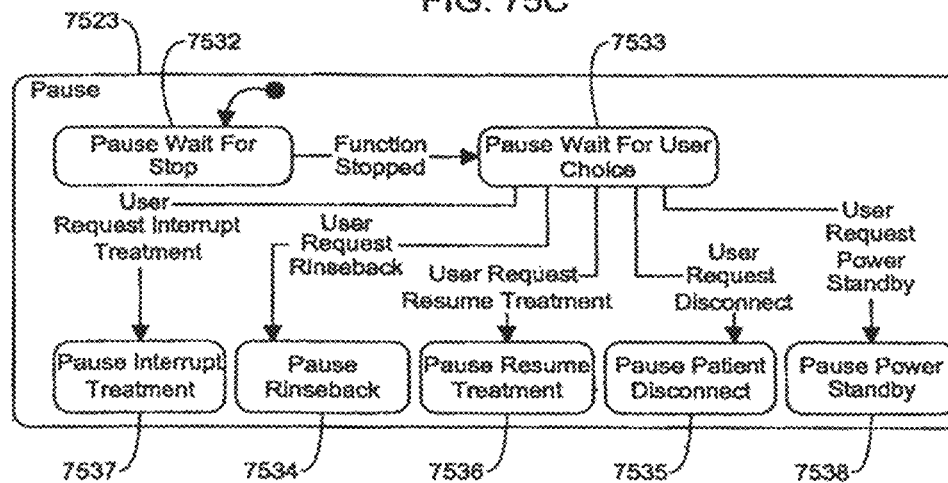 FIG. 75C
7523
7532
7533
Pause
Pause Wait For
Stop
Function
Stopped
Pause Wait For User
Choice
User
Request Interrupt
Treatment
User
Request
Rinseback
User Request
Resume Treatment
User
Request
Disconnect
User
Request
Power
Standby
Pause Interrupt
Treatment
Pause
Rinseback
Pause Resume
Treatment
Pause Patient
Disconnect
Pause Power
Standby
7537
7534
7536
7535
7538